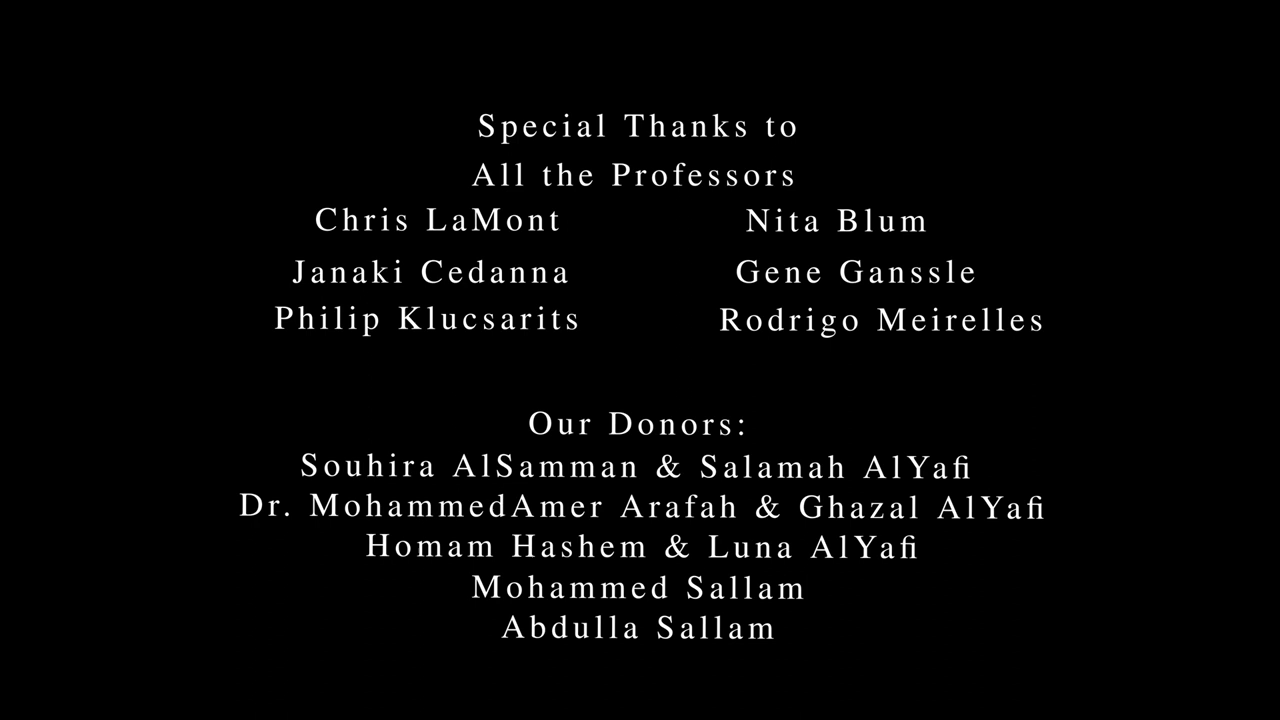 Special Thanks to
All the Professors
Chris LaMont Nita Blum
Janaki Cedanna Gene Ganssle
Philip Klucsarits Rodrigo Meirelles
Our Donors:
Souhira AlSamman & Salamah AlYafi
Dr. MohammedAmer Arafah & Ghazal AlYafi
Homam Hashem & Luna AlYafi
Mohammed Sallam
Abdulla Sallam